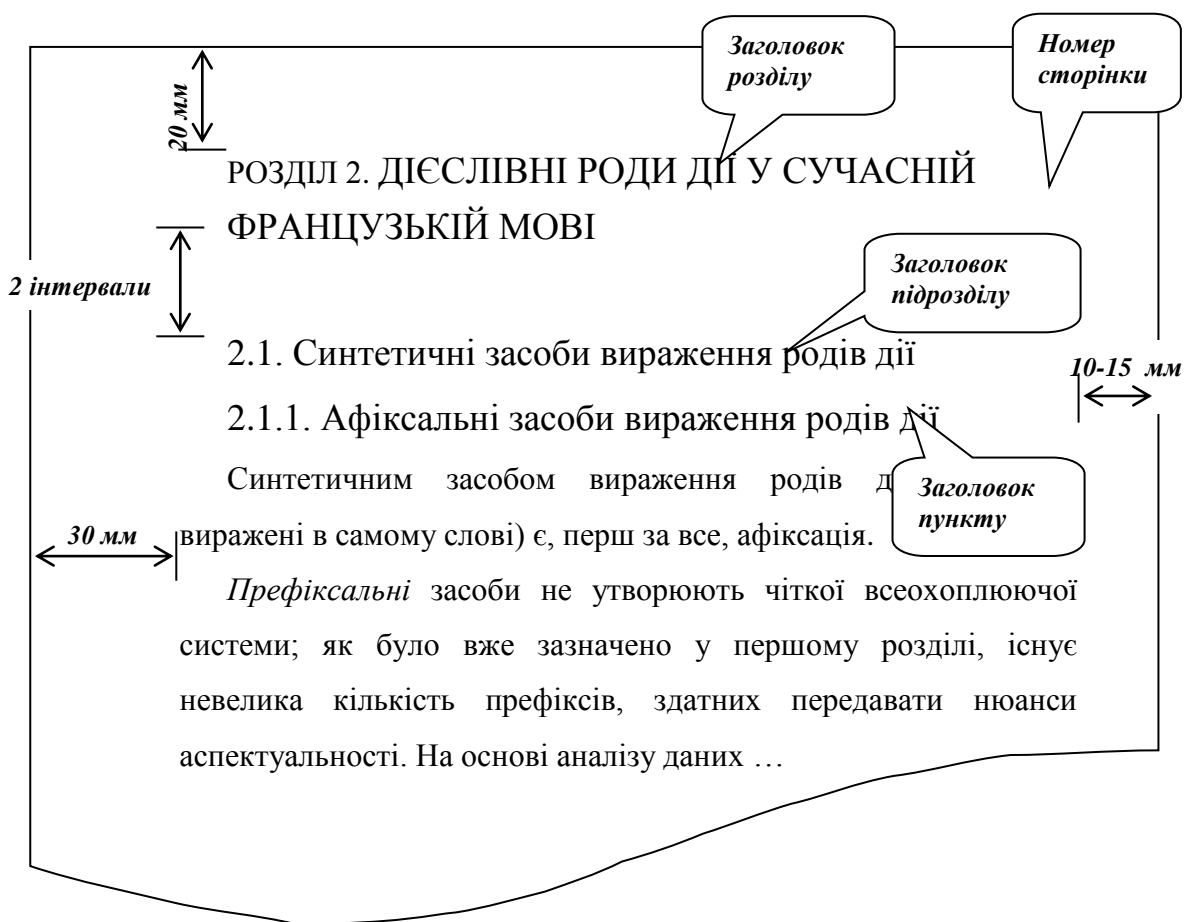 Заголовок
розділу
Номер
сторінки
20 мм
РОЗДІЛ 2. ДІЄСЛІВНІ РОДИ ДІЇ У СУЧАСНІЙ
ФРАНЦУЗЬКІЙ МОВІ
2 інтервали
Заголовок
підрозділу
2.1. Синтетичні засоби вираження родів дії
10-15 мм
2.1.1. Афіксальні засоби вираження родів дії
Синтетичним засобом вираження родів
Заголовок
пункту
30 мм
виражені в самому слові) є, перш за все, афіксація.
Префіксальні засоби не утворюють чіткої всеохоплюючої
системи; як було вже зазначено у першому розділі, існує
невелика кількість префіксів, здатних передавати нюанси
аспектуальності. На основі аналізу даних …